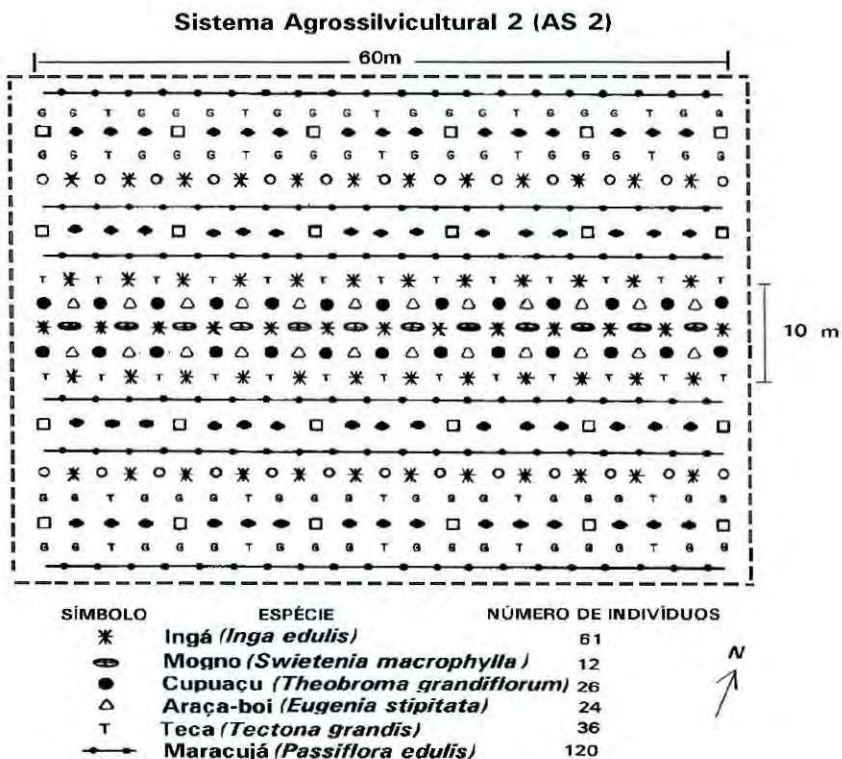 Sistema Agrossilvicultural 2 (AS 2)
60m
G G T G G G T G G G T G G G T G G G T G G
G G T G G G T G G G T G G G T G G G T G G
T T T T T T T T T T T T T
10 m
T T T T T T T T T T T T T
G G T G G G T G G G T G G G T G G G T G G
G G T G G G T G G G T G G G T G G G T G G
SÍMBOLO ESPÉCIE NÚMERO DE INDIVÍDUOS
Ingá (Inga edulis) 61
Mogno (Swietenia macrophylla) 12
Cupuaçu (Theobroma grandiflorum) 26
Araça-boi (Eugenia stipitata) 24
T Teca (Tectona grandis) 36
Maracujá (Passiflora edulis) 120
N